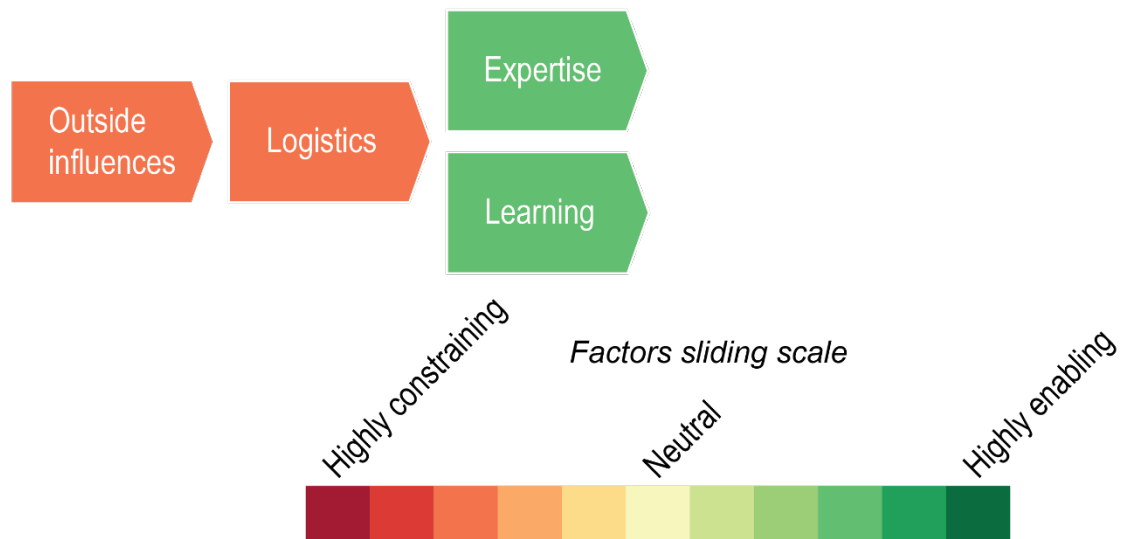 Outside
influences
Logistics
Expertise
Learning
Factors sliding scale
Highly constraining
Neutral
Highly enabling